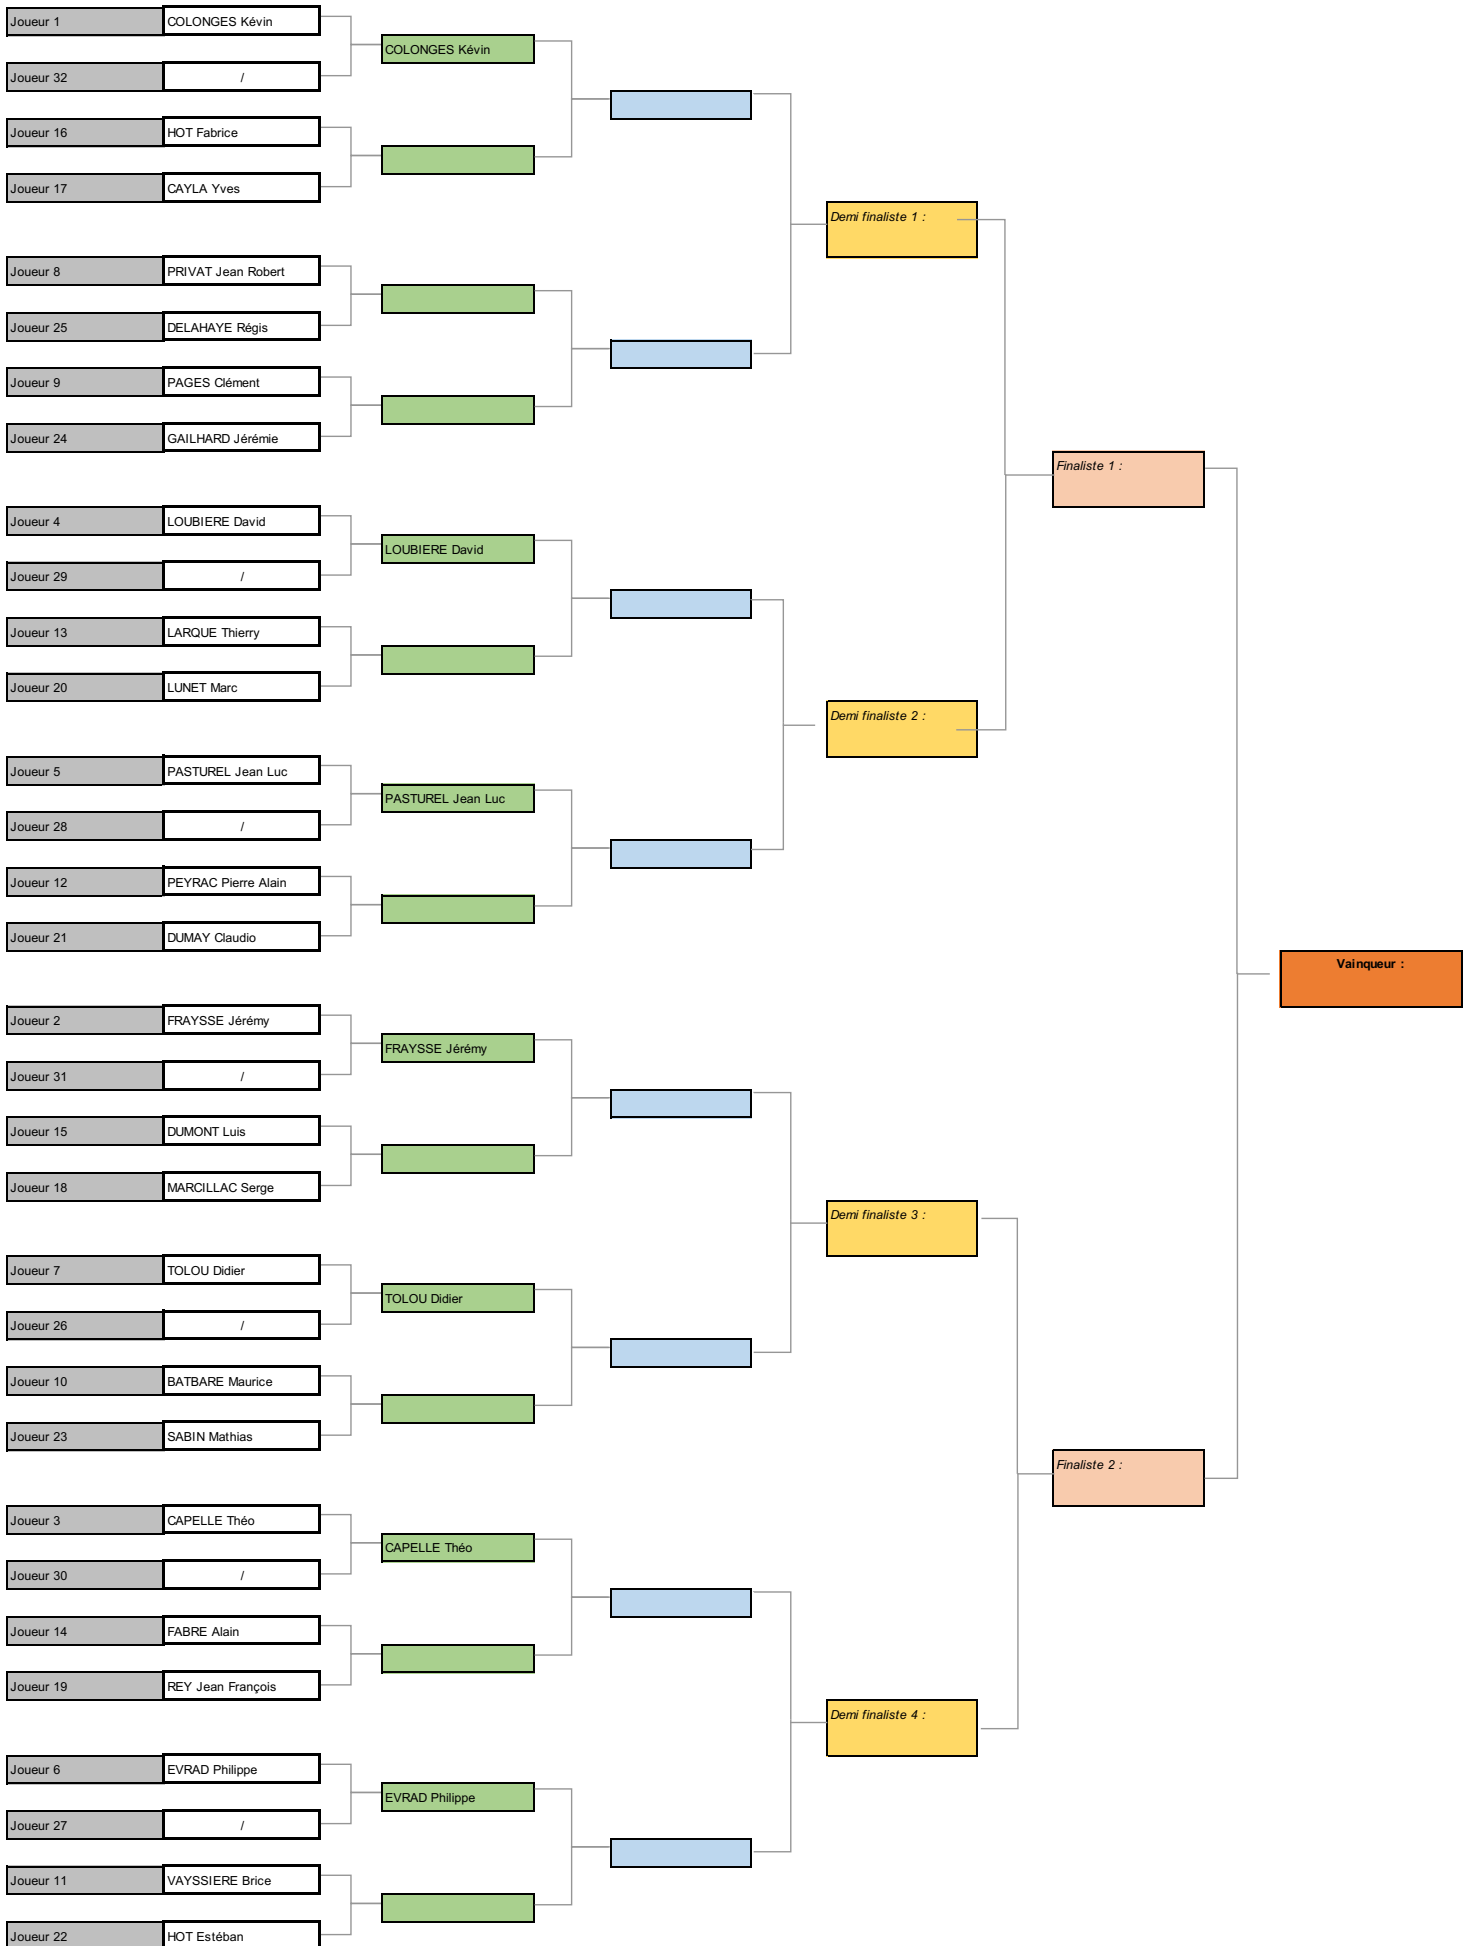 Joueur 1 COLONGES Kévin
COLONGES Kévin
Joueur 32 /
Joueur 16 HOT Fabrice
Joueur 17 CAYLA Yves
Demi finaliste 1 :
Joueur 8 PRIVAT Jean Robert
Joueur 25 DELAHAYE Régis
Joueur 9 PAGES Clément
Joueur 24 GAILHARD Jérémie
Finaliste 1 :
Joueur 4 LOUBIERE David
LOUBIERE David
Joueur 29 /
Joueur 13 LARQUE Thierry
Joueur 20 LUNET Marc
Demi finaliste 2 :
Joueur 5 PASTUREL Jean Luc
PASTUREL Jean Luc
Joueur 28 /
Joueur 12 PEYRAC Pierre Alain
Joueur 21 DUMAY Claudio
Vainqueur :
Joueur 2 FRAYSSE Jérémy
FRAYSSE Jérémy
Joueur 31 /
Joueur 15 DUMONT Luis
Joueur 18 MARCILLAC Serge
Demi finaliste 3 :
Joueur 7 TOLOU Didier
TOLOU Didier
Joueur 26 /
Joueur 10 BATBARE Maurice
Joueur 23 SABIN Mathias
Finaliste 2 :
Joueur 3 CAPELLE Théo
CAPELLE Théo
Joueur 30 /
Joueur 14 FABRE Alain
Joueur 19 REY Jean François
Demi finaliste 4 :
Joueur 6 EVRAD Philippe
EVRAD Philippe
Joueur 27 /
Joueur 11 VAYSSIERE Brice
Joueur 22 HOT Estéban